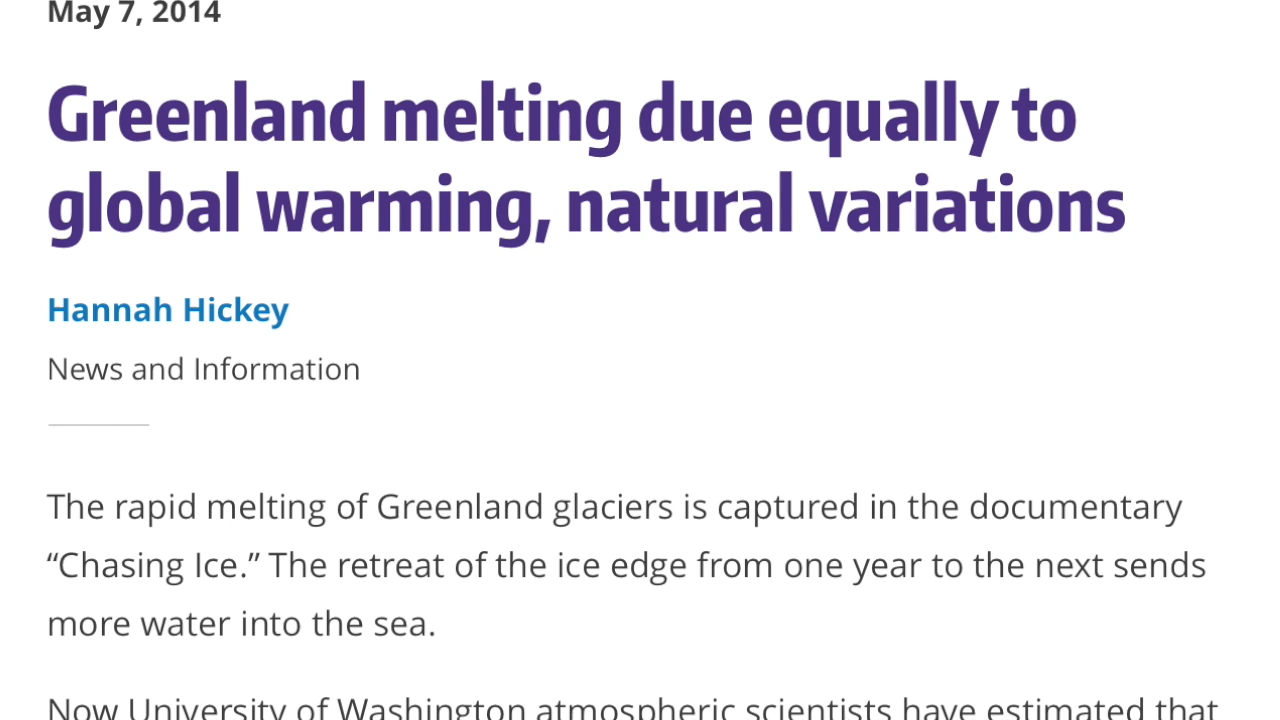 May 7, 2014
Greenland melting due equally to
global warming, natural variations
Hannah Hickey
News and Information
The rapid melting of Greenland glaciers is captured in the documentary
“Chasing Ice.” The retreat of the ice edge from one year to the next sends
more water into the sea.
Now University of Washington atmospheric scientists have estimated that